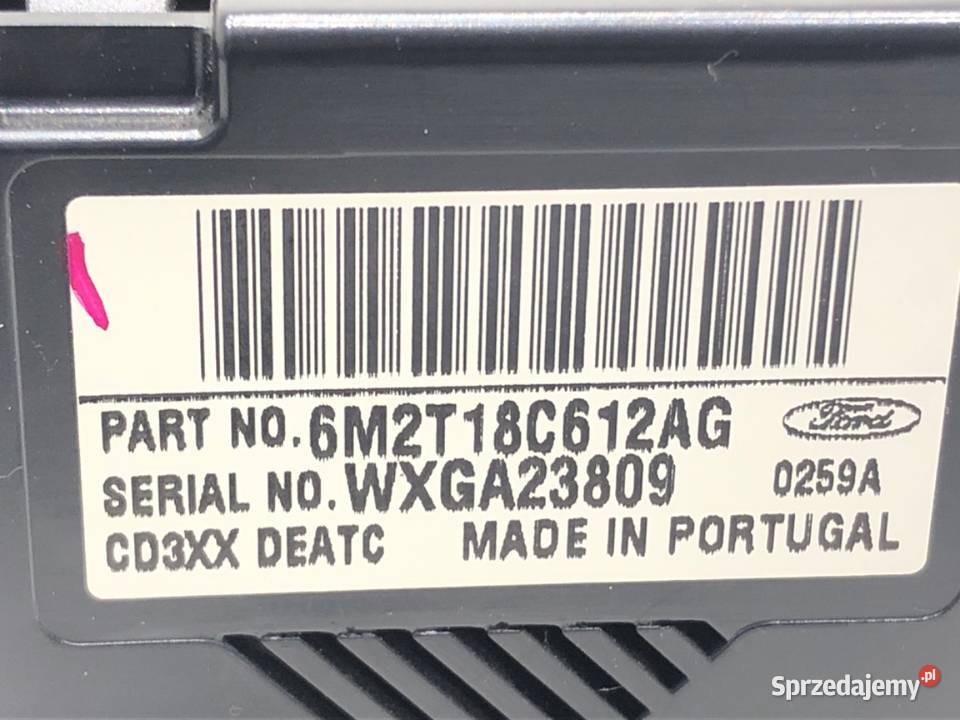 PART NO. 6M2T18C612AG
Ford
SERIAL NO. WXGA23809
0259A
CD3XX DEATC
MADE IN PORTUGAL
Sprzedajemy.pl